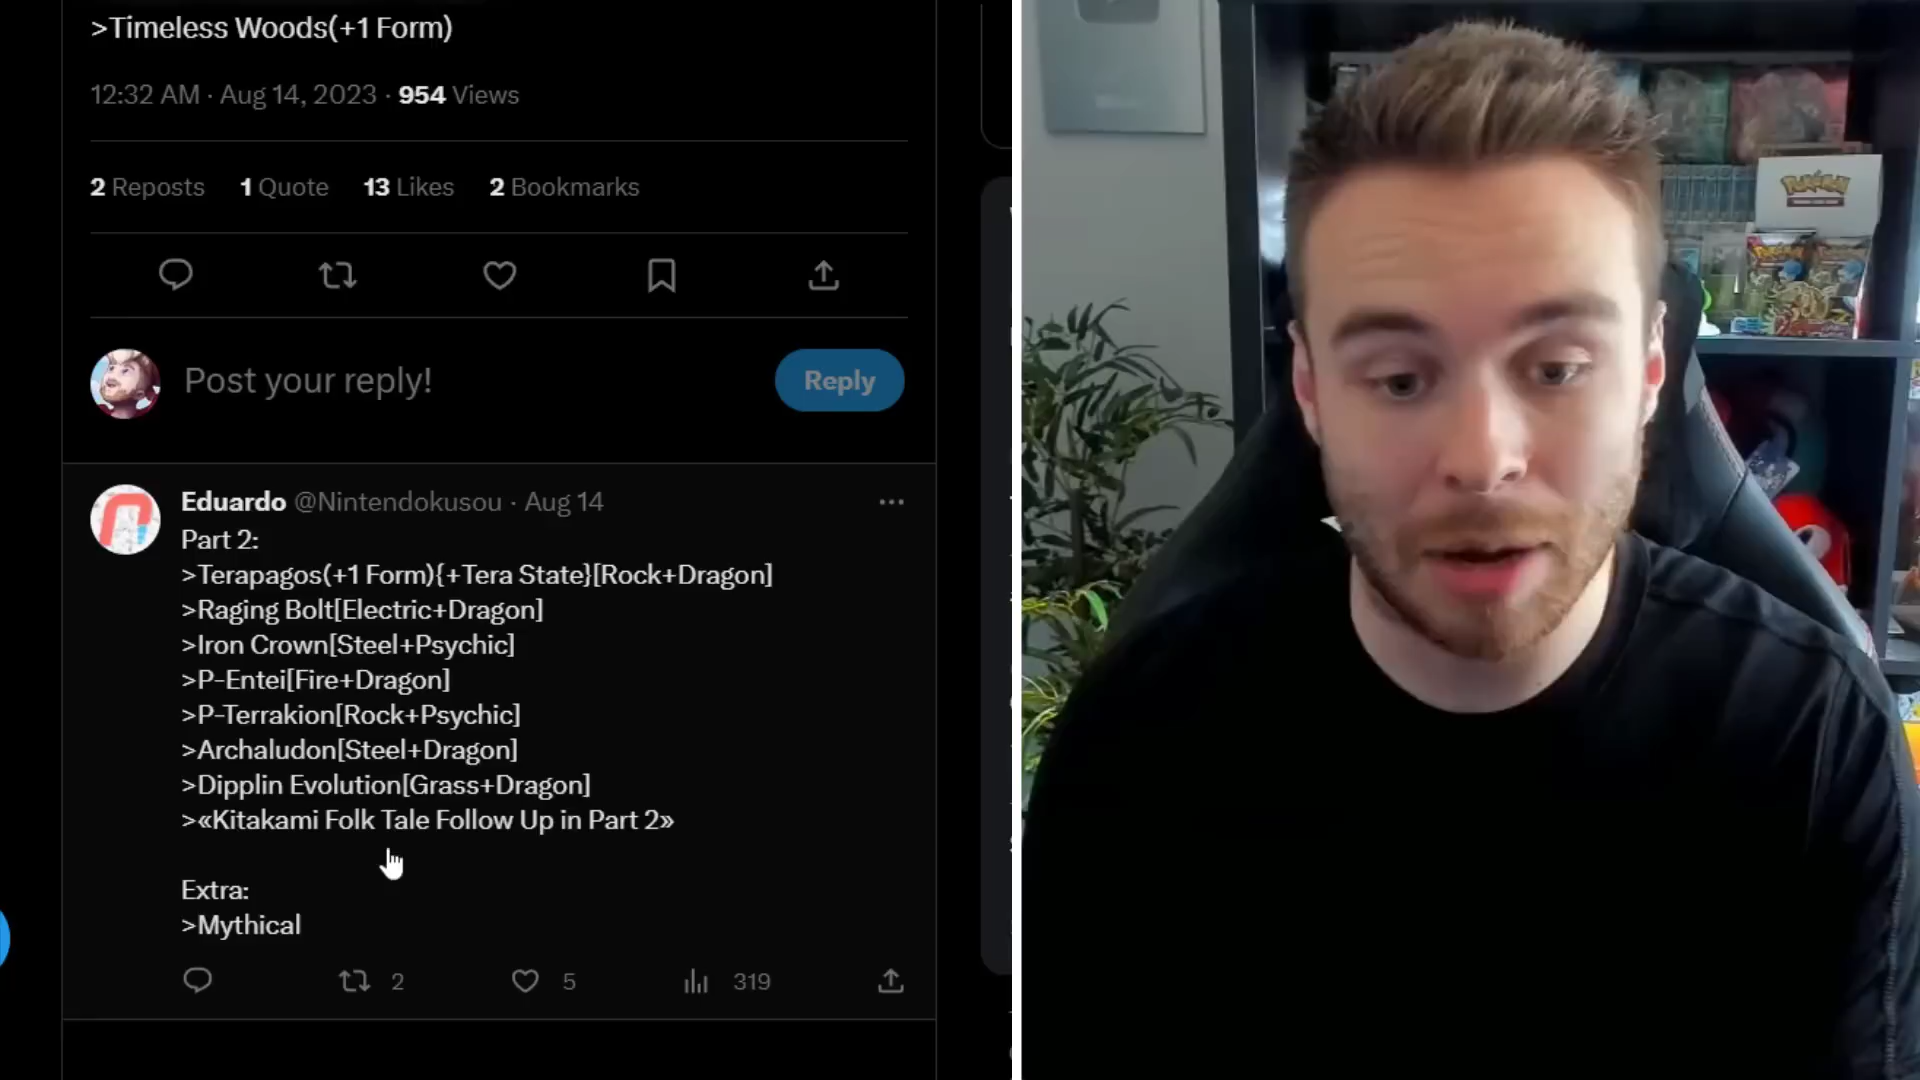 >Timeless Woods(+1 Form)
12:32 AM · Aug 14, 2023 · 954 Views
2 Reposts 1 Quote 13 Likes 2 Bookmarks
Post your reply!
Reply
Eduardo @Nintendokusou · Aug 14
Part 2:
>Terapagos(+1 Form){+Tera State}[Rock+Dragon]
>Raging Bolt[Electric+Dragon]
>Iron Crown[Steel+Psychic]
>P-Entei[Fire+Dragon]
>P-Terrakion[Rock+Psychic]
>Archaludon[Steel+Dragon]
>Dipplin Evolution[Grass+Dragon]
>«Kitakami Folk Tale Follow Up in Part 2»
Extra:
>Mythical
2 5 319
POKéMON